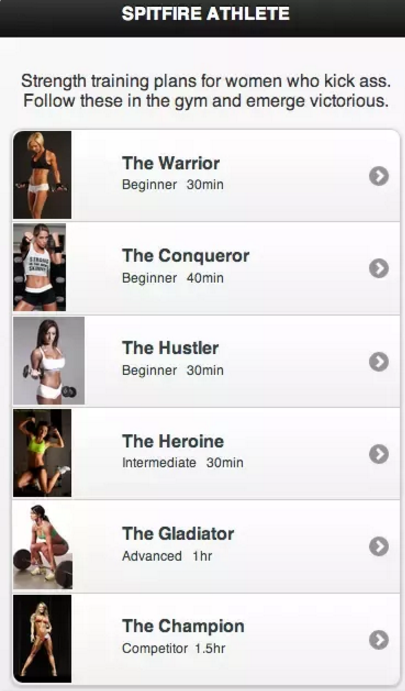 SPITFIRE ATHLETE
Strength training plans for women who kick ass.
Follow these in the gym and emerge victorious.
The Warrior
Beginner 30min
STRONG
IS THE NEW
SKINNY
The Conqueror
Beginner 40min
The Hustler
Beginner 30min
The Heroine
Intermediate 30min
The Gladiator
Advanced 1hr
The Champion
Competitor 1.5hr